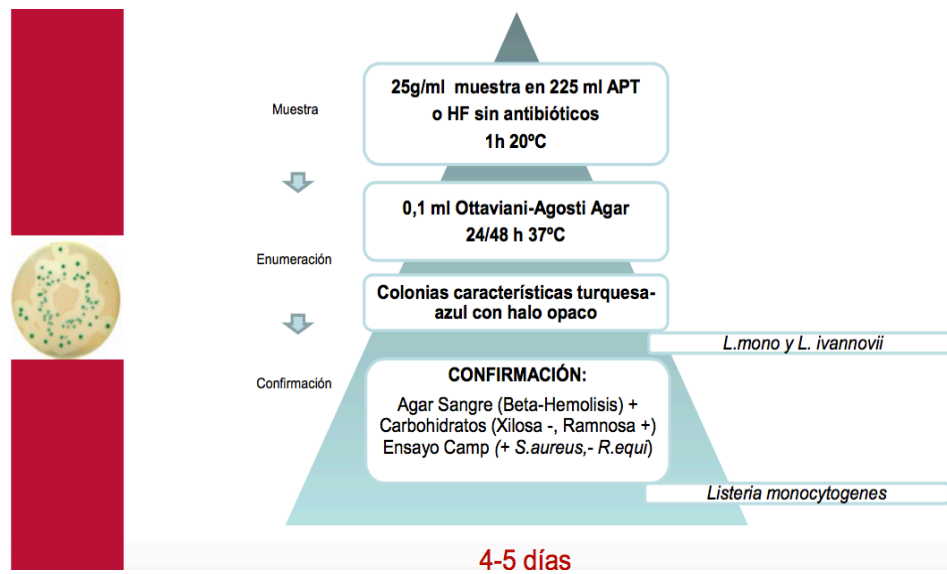 Muestra
25g/ml muestra en 225 ml APT
o HF sin antibióticos
1h 20ºC
Enumeración
0,1 ml Ottaviani-Agosti Agar
24/48 h 37ºC
Colonias características turquesa-
azul con halo opaco
L.mono y L. ivannovii
Confirmación
CONFIRMACIÓN:
Agar Sangre (Beta-Hemolisis) +
Carbohidratos (Xilosa -, Ramnosa +)
Ensayo Camp (+ S.aureus,- R.equi)
Listeria monocytogenes
4-5 días